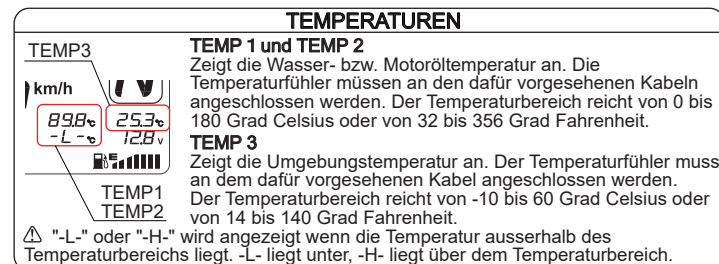 TEMPERATUREN
TEMP3
TEMP 1 und TEMP 2
Zeigt die Wasser- bzw. Motoröltemperatur an. Die
Temperaturfühler müssen an den dafür vorgesehenen Kabeln
angeschlossen werden. Der Temperaturbereich reicht von 0 bis
180 Grad Celsius oder von 32 bis 356 Grad Fahrenheit.
km/h
89.8℃ 25.3℃
-L-℃ 12.8 V
TEMP1
TEMP2
TEMP 3
Zeigt die Umgebungstemperatur an. Der Temperaturfühler muss
an dem dafür vorgesehenen Kabel angeschlossen werden.
Der Temperaturbereich reicht von -10 bis 60 Grad Celsius oder
von 14 bis 140 Grad Fahrenheit.
⚠ "-L-" oder "-H-" wird angezeigt wenn die Temperatur ausserhalb des
Temperaturbereichs liegt. -L- liegt unter, -H- liegt über dem Temperaturbereich.